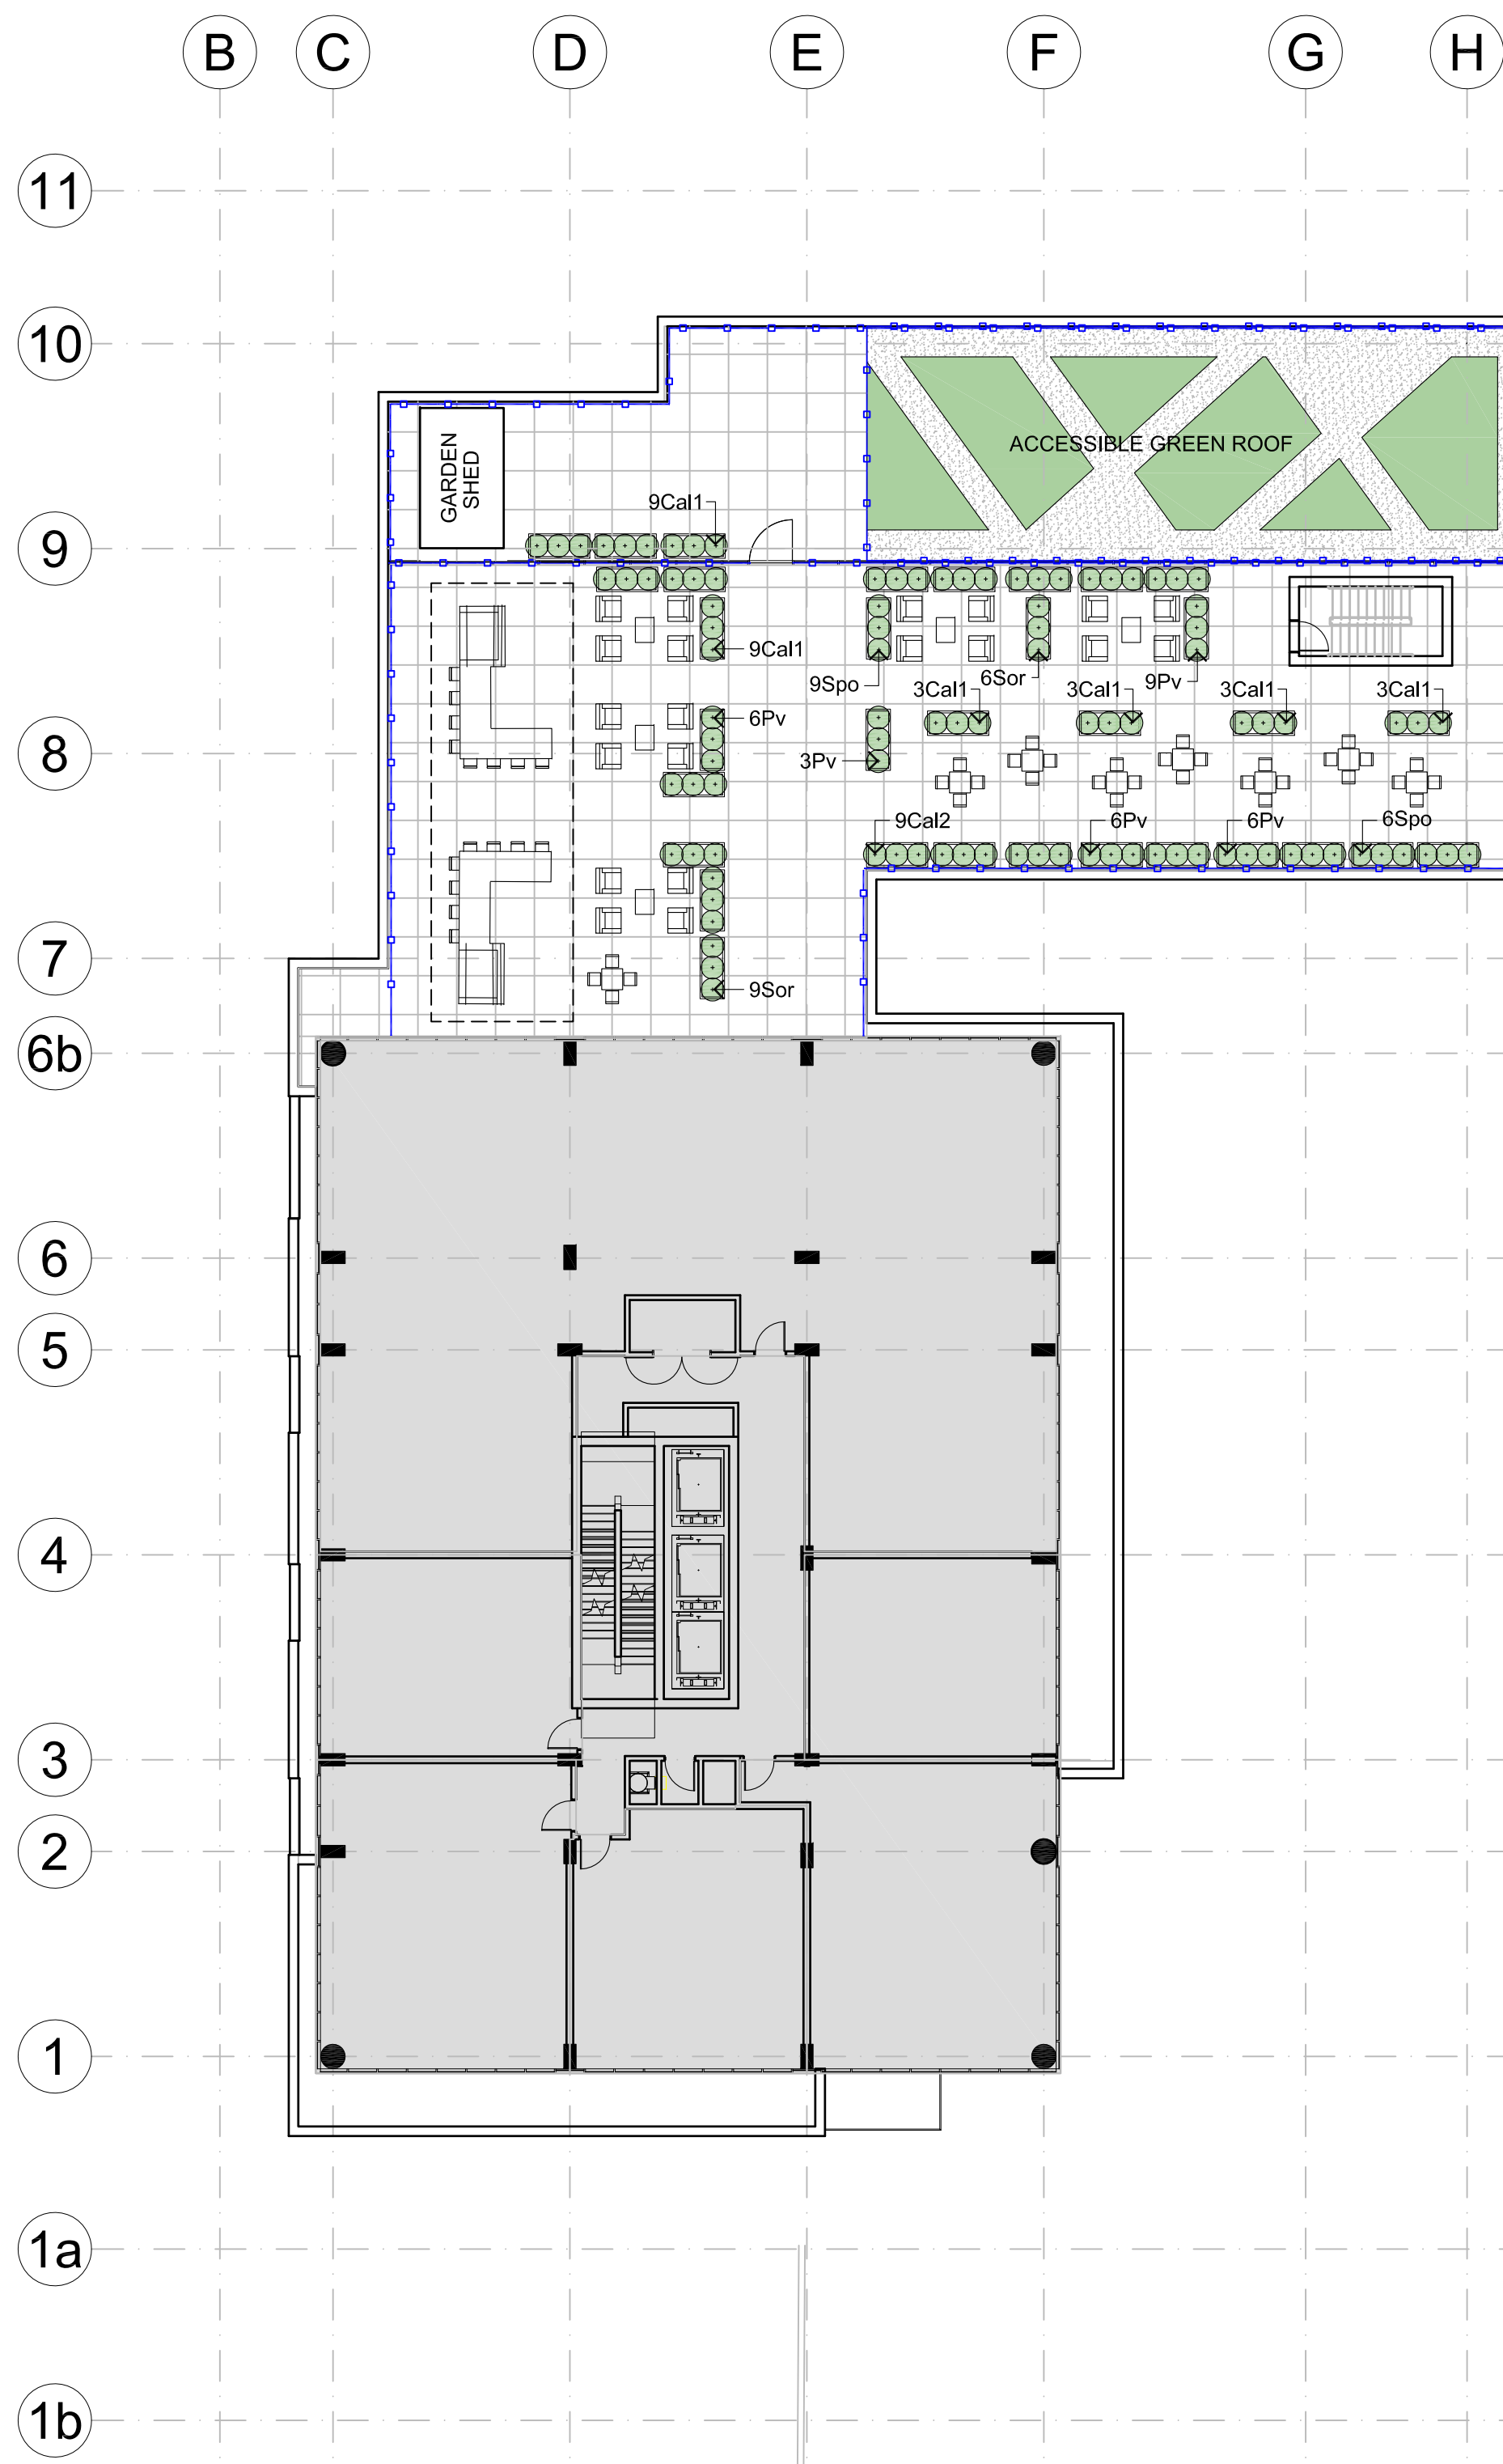 B C D E F G H
11
10
ACCESSIBLE GREEN ROOF
GARDEN
SHED
9Cal1
9
9Cal1
9Spo
6Sor
9Pv
3Cal1
3Cal1
3Cal1
3Cal1
6Pv
8
3Pv
9Cal2
6Pv
6Pv
6Spo
7
9Sor
6b
6
5
4
3
2
1
1a
1b